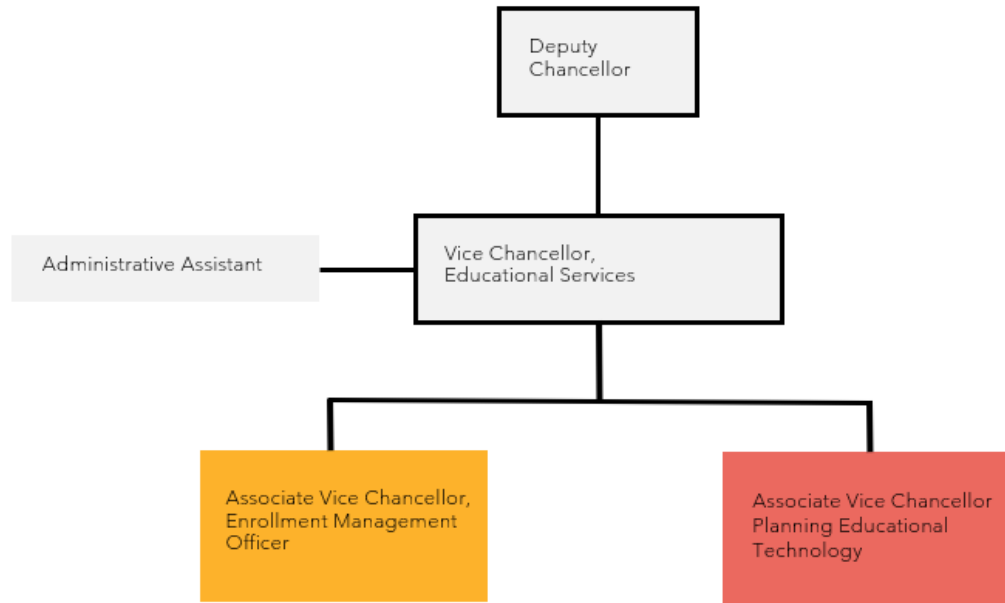 Deputy
Chancellor
Administrative Assistant
Vice Chancellor,
Educational Services
Associate Vice Chancellor,
Enrollment Management
Officer
Associate Vice Chancellor
Planning Educational
Technology